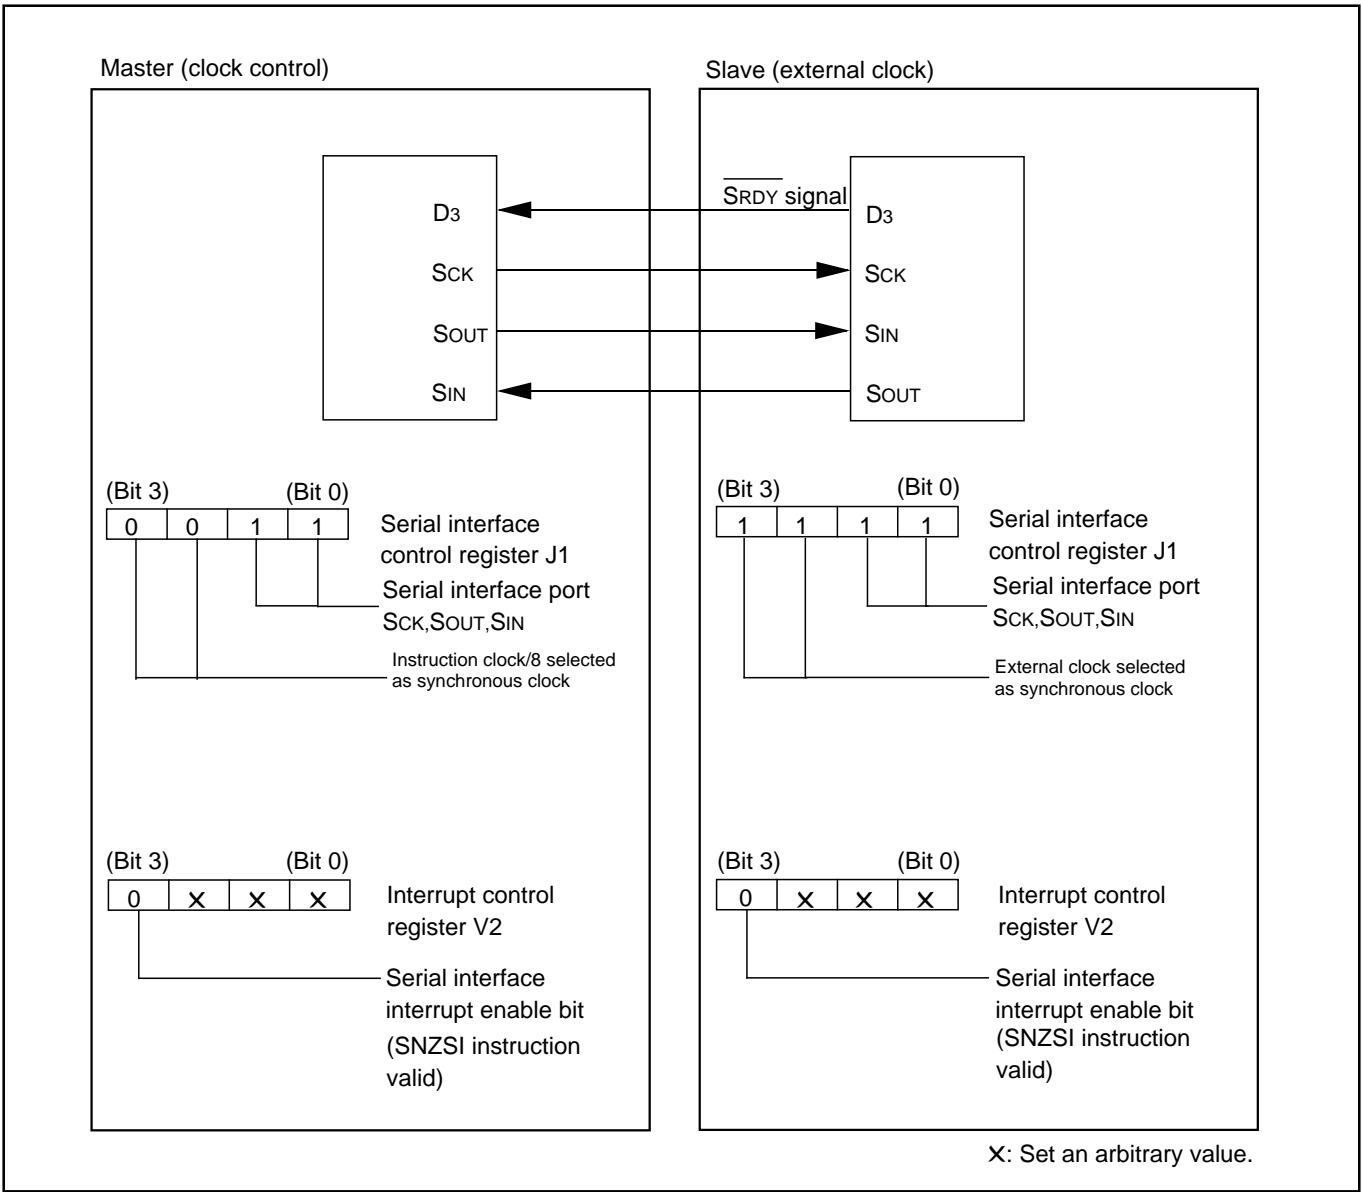 Master (clock control)
D3
SCK
SOUT
SIN
(Bit 3) (Bit 0)
0 0 1 1
Serial interface
control register J1
Serial interface port
SCK,SOUT,SIN
Instruction clock/8 selected
as synchronous clock
(Bit 3) (Bit 0)
0 X X X
Interrupt control
register V2
Serial interface
interrupt enable bit
(SNZSI instruction
valid)
Slave (external clock)
SRDY signal
D3
SCK
SIN
SOUT
(Bit 3) (Bit 0)
1 1 1 1
Serial interface
control register J1
Serial interface port
SCK,SOUT,SIN
External clock selected
as synchronous clock
(Bit 3) (Bit 0)
0 X X X
Interrupt control
register V2
Serial interface
interrupt enable bit
(SNZSI instruction
valid)
X: Set an arbitrary value.